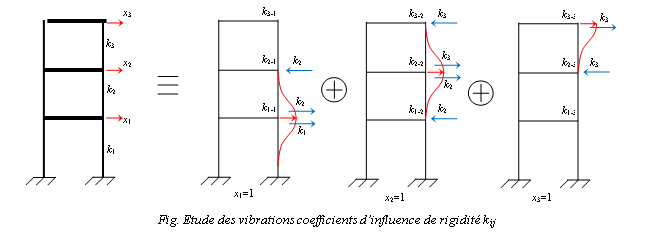 x₃
k₃
x₂
k₂
x₁
k₁
k₃₋₁
k₂₋₁
k₂
k₁₋₁
k₂
k₁
x₁=1
k₃₋₂
k₃
k₃
k₂₋₂
k₂
k₁₋₂
k₂
x₂=1
k₃₋₃
k₃
k₂₋₃
k₃
k₁₋₃
x₃=1
Fig. Etude des vibrations coefficients d'influence de rigidité kij